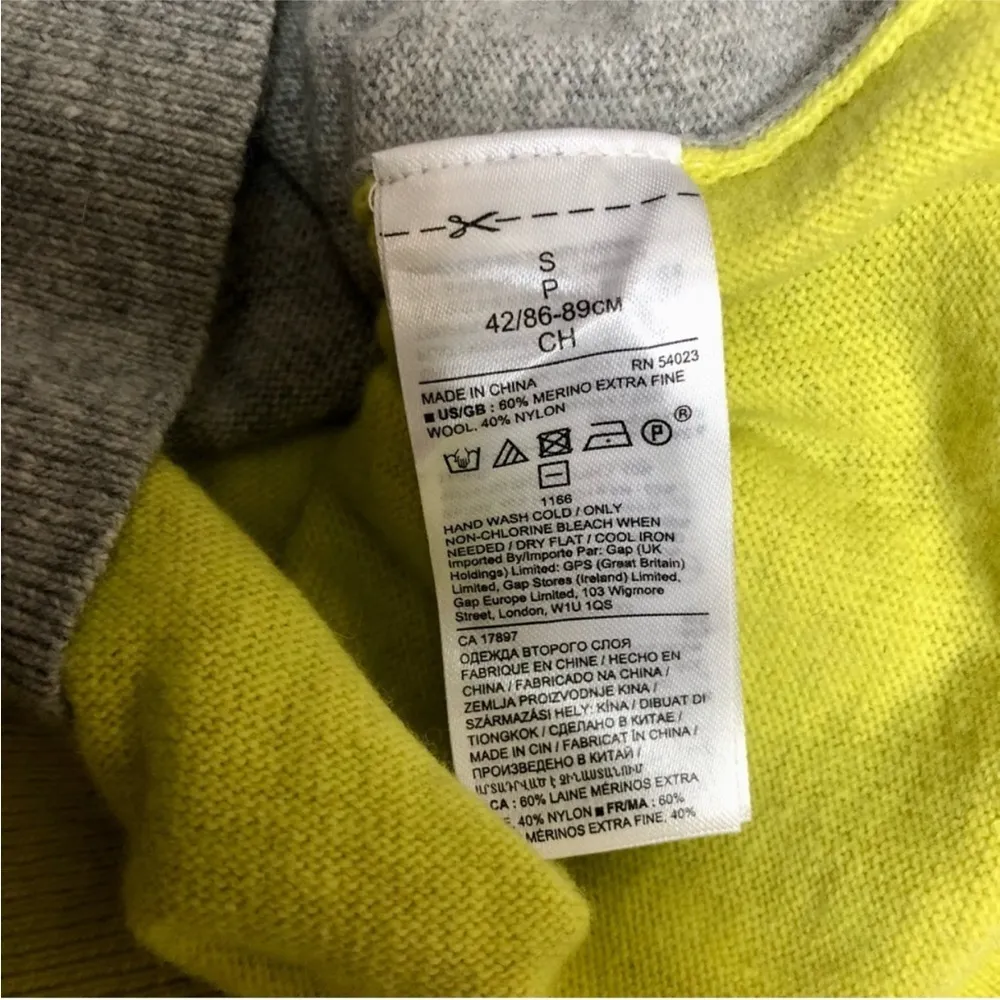 S
P
42/86-89CM
CH
RN 54023
MADE IN CHINA
■ US/GB : 60% MERINO EXTRA FINE
WOOL. 40% NYLON
P ®
1166
HAND WASH COLD / ONLY
NON-CHLORINE BLEACH WHEN
NEEDED / DRY FLAT / COOL IRON
Imported By/Importe Par: Gap (UK
Holdings) Limited: GPS (Great Britain)
Limited, Gap Stores (Ireland) Limited,
Gap Europe Limited, 103 Wigmore
Street, London, W1U 1QS
CA 17897
ОДЕЖДА ВТОРОГО СЛОЯ
FABRIQUE EN CHINE / HECHO EN
CHINA / FABRICADO NA CHINA /
ZEMLJA PROIZVODNJE KINA /
SZÁRMAZÁSI HELY: KÍNA / DIBUAT DI
TIONGKOK / СДЕЛАНО В КИТАЕ /
MADE IN CIN / FABRICAT ÎN CHINA /
ПРОИЗВЕДЕНО В КИТАЙ /
ԱՐՏԱԴՐՎԱԾ Է ՉԻՆԱՍՏԱՆՈՒՄ
CA : 60% LAINE MÉRINOS EXTRA
40% NYLON ■ FR/MA : 60%
MÉRINOS EXTRA FINE, 40%